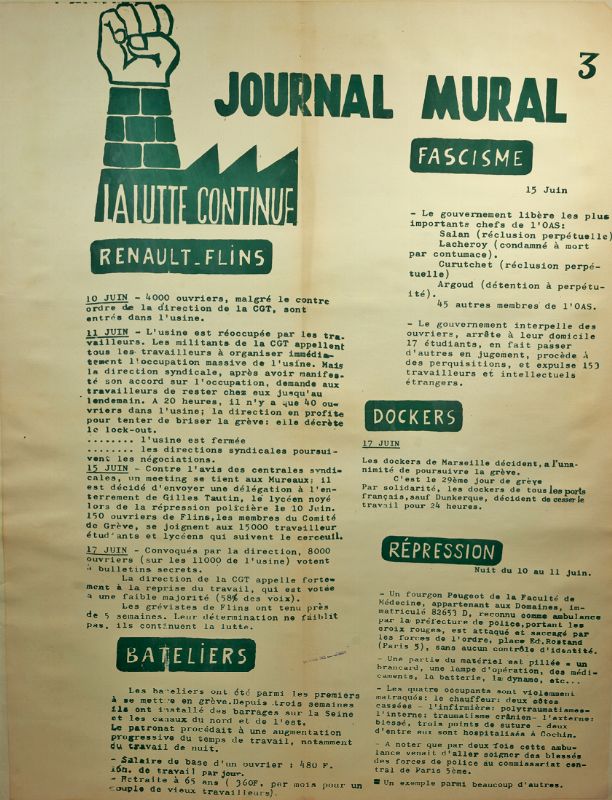 JOURNAL MURAL
3
LA LUTTE CONTINUE
RENAULT-FLINS
10 JUIN - 4000 ouvriers, malgré le contre
ordre de la direction de la CGT, sont
entrés dans l'usine.
11 JUIN - L'usine est réoccupée par les tra-
vailleurs. Les militants de la CGT appellent
tous les travailleurs à organiser immédia-
tement l'occupation massive de l'usine. Mais
la direction syndicale, après avoir manifes-
té son accord sur l'occupation, demande aux
travailleurs de rester chez eux jusqu'au
lendemain. A 20 heures, il n'y a que 40 ou-
vriers dans l'usine; la direction en profite
pour tenter de briser la grève: elle décrète
le lock-out.
........ l'usine est fermée
........ les directions syndicales poursui-
vent les négociations.
15 JUIN - Contre l'avis des centrales syndi-
cales, un meeting se tient aux Mureaux; il
est décidé d'envoyer une délégation à l'en-
terrement de Gilles Tautin, le lycéen noyé
lors de la répression policière le 10 Juin.
150 ouvriers de Flins, les membres du Comité
de Grève, se joignent aux 15000 travailleur
étudiants et lycéens qui suivent le cerceuil.
17 JUIN - Convoqués par la direction, 8000
ouvriers (sur les 11000 de l'usine) votent
à bulletins secrets.
La direction de la CGT appelle forte-
ment à la reprise du travail, qui est votée
a une faible majorité (58% des voix).
Les grévistes de Flins ont tenu près
de 5 semaines. Leur détermination ne faiblit
pas, ils continuent la lutte.
BATELIERS
Les bateliers ont été parmi les premiers
à se mettre en grève. Depuis trois semaines
ils ont installé des barrages sur la Seine
et les canaux du nord et de l'est.
Le patronat procédait à une augmentation
progressive du temps de travail, notamment
du travail de nuit.
- Salaire de base d'un ouvrier : 480 F.
16h. de travail par jour.
- Retraite à 65 ans ( 360F. par mois pour un
couple de vieux travailleurs).
FASCISME
15 Juin
- Le gouvernement libère les plus
importants chefs de l'OAS:
Salan (réclusion perpétuelle)
Lacheroy (condamné à mort
par contumace).
Curutchet (réclusion perpé-
tuelle)
Argoud (détention à perpétu-
ité).
45 autres membres de l'OAS.
- Le gouvernement interpelle des
ouvriers, arrête à leur domicile
17 étudiants, en fait passer
d'autres en jugement, procède à
des perquisitions, et expulse 153
travailleurs et intellectuels
étrangers.
DOCKERS
17 JUIN
Les dockers de Marseille décident, a l'una-
nimité de poursuivre la grève.
C'est le 29ème jour de grève
Par solidarité, les dockers de tous les ports
français, sauf Dunkerque, décident de cesser le
travail pour 24 heures.
RÉPRESSION
Nuit du 10 au 11 juin.
- Un fourgon Peugeot de la Faculté de
Médecine, appartenant aux Domaines, im-
matriculé 82653 D, reconnu comme ambulance
par la préfecture de police, portant les
croix rouges, est attaqué et saccagé par
les forces de l'ordre, place Ed. Rostand
(Paris 5), sans aucun contrôle d'identité.
- Une partie du matériel est pillée = un
brancard, une lampe d'opération, des médi-
caments, la batterie, la dynamo, etc...
- Les quatre occupants sont violemment
matraqués: le chauffeur: deux côtes
cassées - l'infirmière: polytraumatismes-
l'interne: traumatisme crânien - l'externe:
blessé, trois points de suture - deux
d'entre eux sont hospitalisés à Cochin.
- A noter que par deux fois cette ambu-
lance venait d'aller soigner des blessés
des forces de police au commissariat cen-
tral de Paris 5ème.
Un exemple parmi beaucoup d'autres.